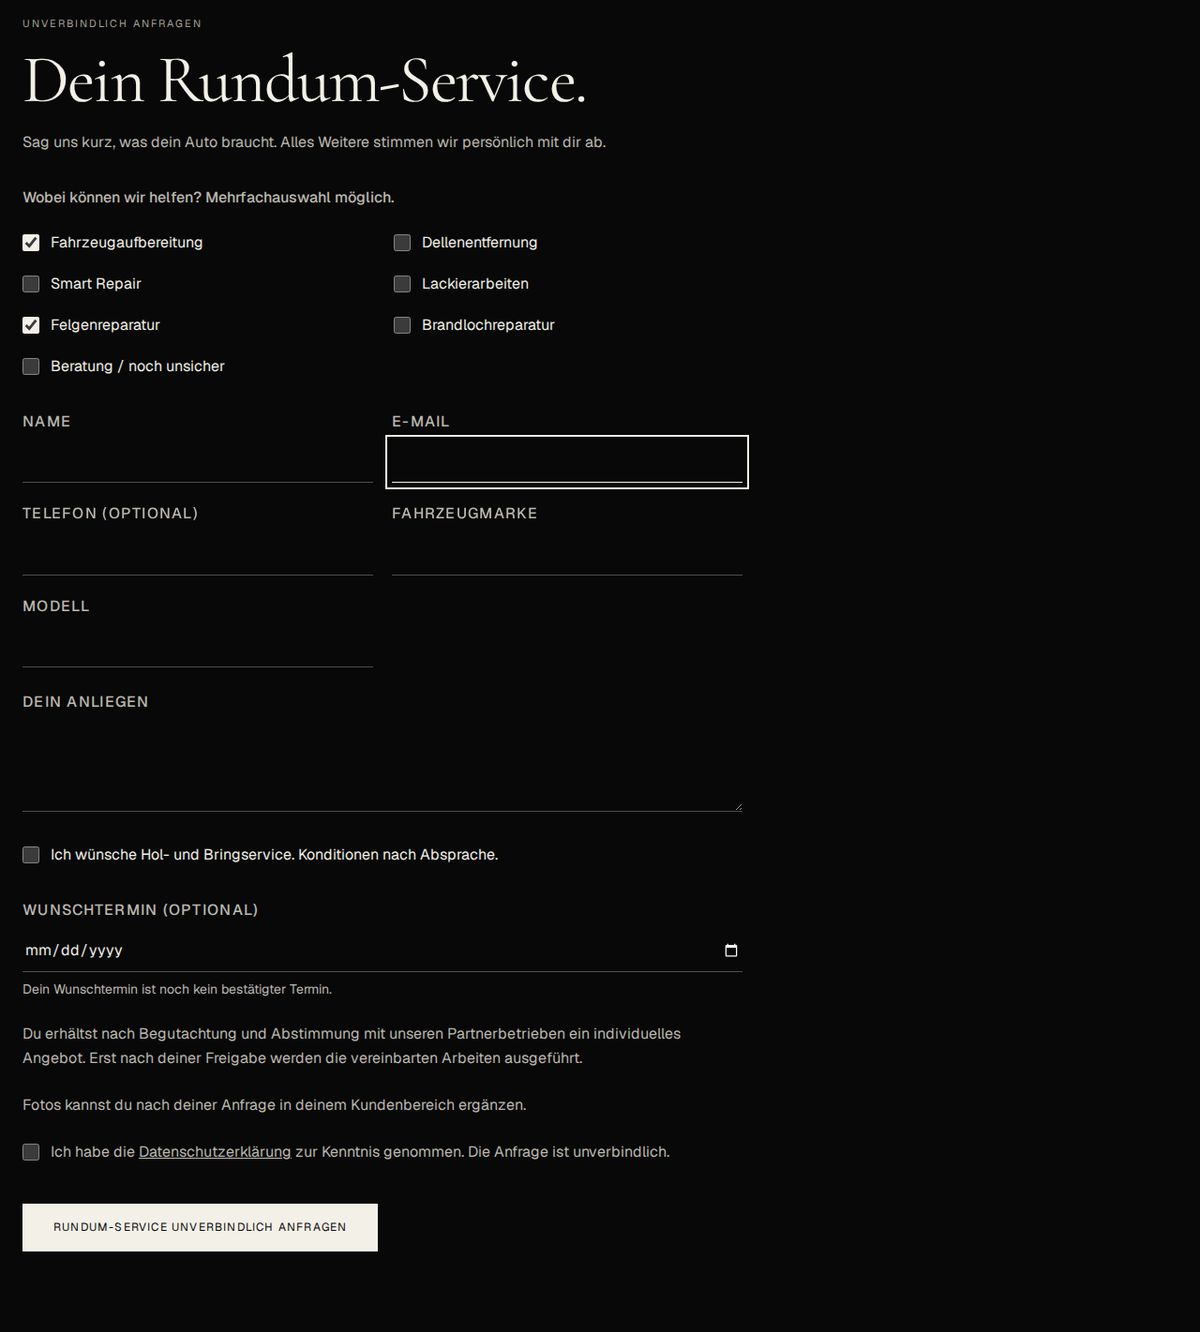 UNVERBINDLICH ANFRAGEN
Dein Rundum-Service.
Sag uns kurz, was dein Auto braucht. Alles Weitere stimmen wir persönlich mit dir ab.
Wobei können wir helfen? Mehrfachauswahl möglich.
Fahrzeugaufbereitung
Dellenentfernung
Smart Repair
Lackierarbeiten
Felgenreparatur
Brandlochreparatur
Beratung / noch unsicher
NAME
E-MAIL
TELEFON (OPTIONAL)
FAHRZEUGMARKE
MODELL
DEIN ANLIEGEN
Ich wünsche Hol- und Bringservice. Konditionen nach Absprache.
WUNSCHTERMIN (OPTIONAL)
mm/dd/yyyy
Dein Wunschtermin ist noch kein bestätigter Termin.
Du erhältst nach Begutachtung und Abstimmung mit unseren Partnerbetrieben ein individuelles
Angebot. Erst nach deiner Freigabe werden die vereinbarten Arbeiten ausgeführt.
Fotos kannst du nach deiner Anfrage in deinem Kundenbereich ergänzen.
Ich habe die Datenschutzerklärung zur Kenntnis genommen. Die Anfrage ist unverbindlich.
RUNDUM-SERVICE UNVERBINDLICH ANFRAGEN